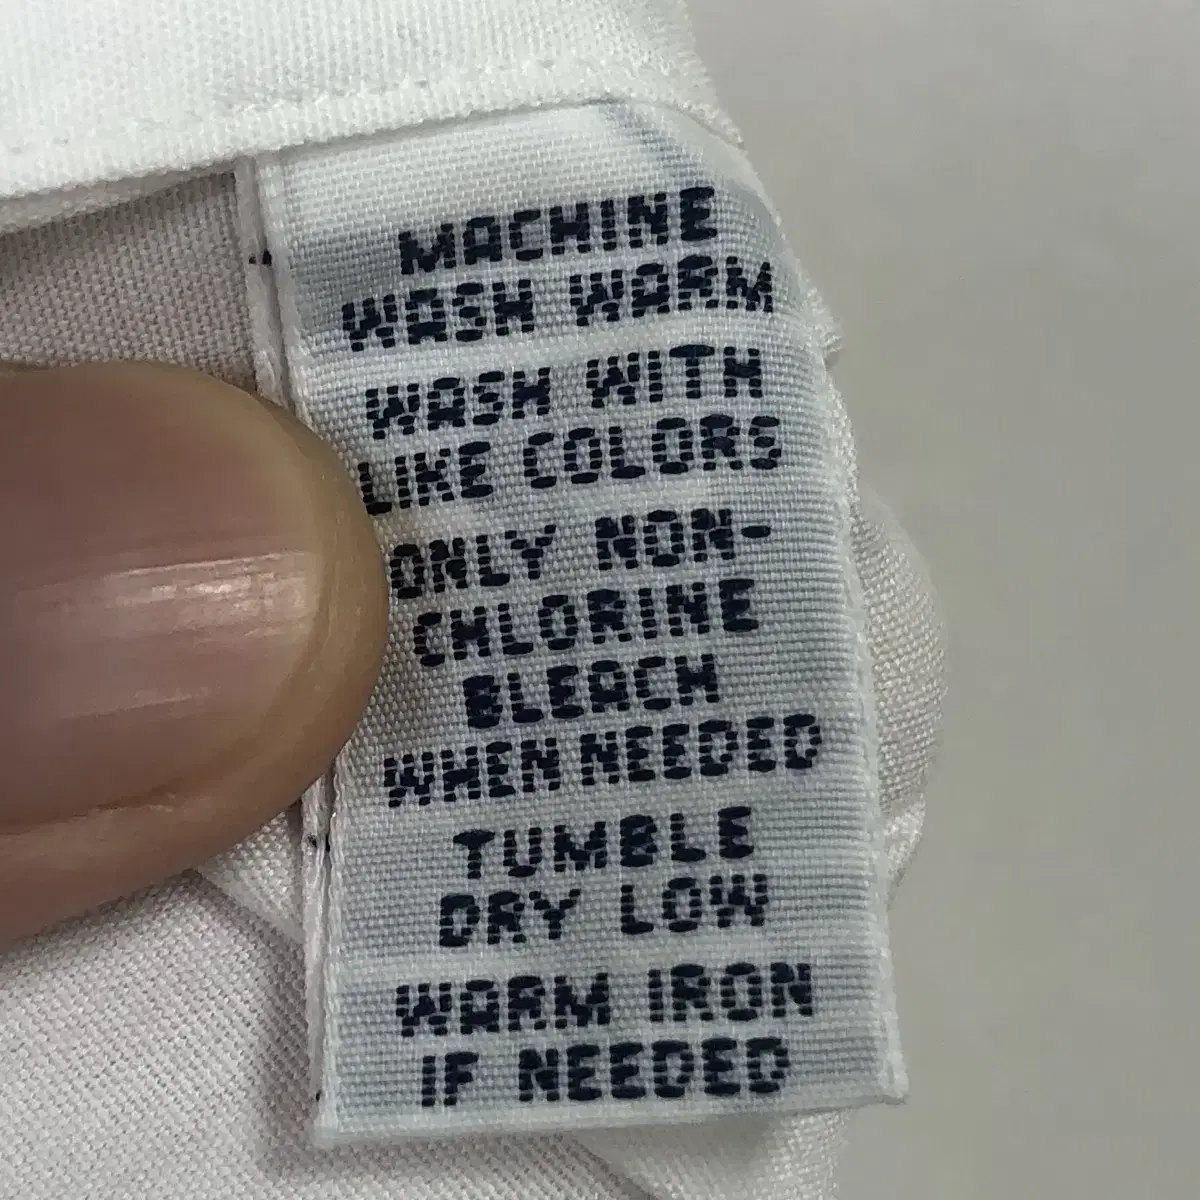 MACHINE
WASH WARM
WASH WITH
LIKE COLORS
ONLY NON-
CHLORINE
BLEACH
WHEN NEEDED
TUMBLE
DRY LOW
WARM IRON
IF NEEDED